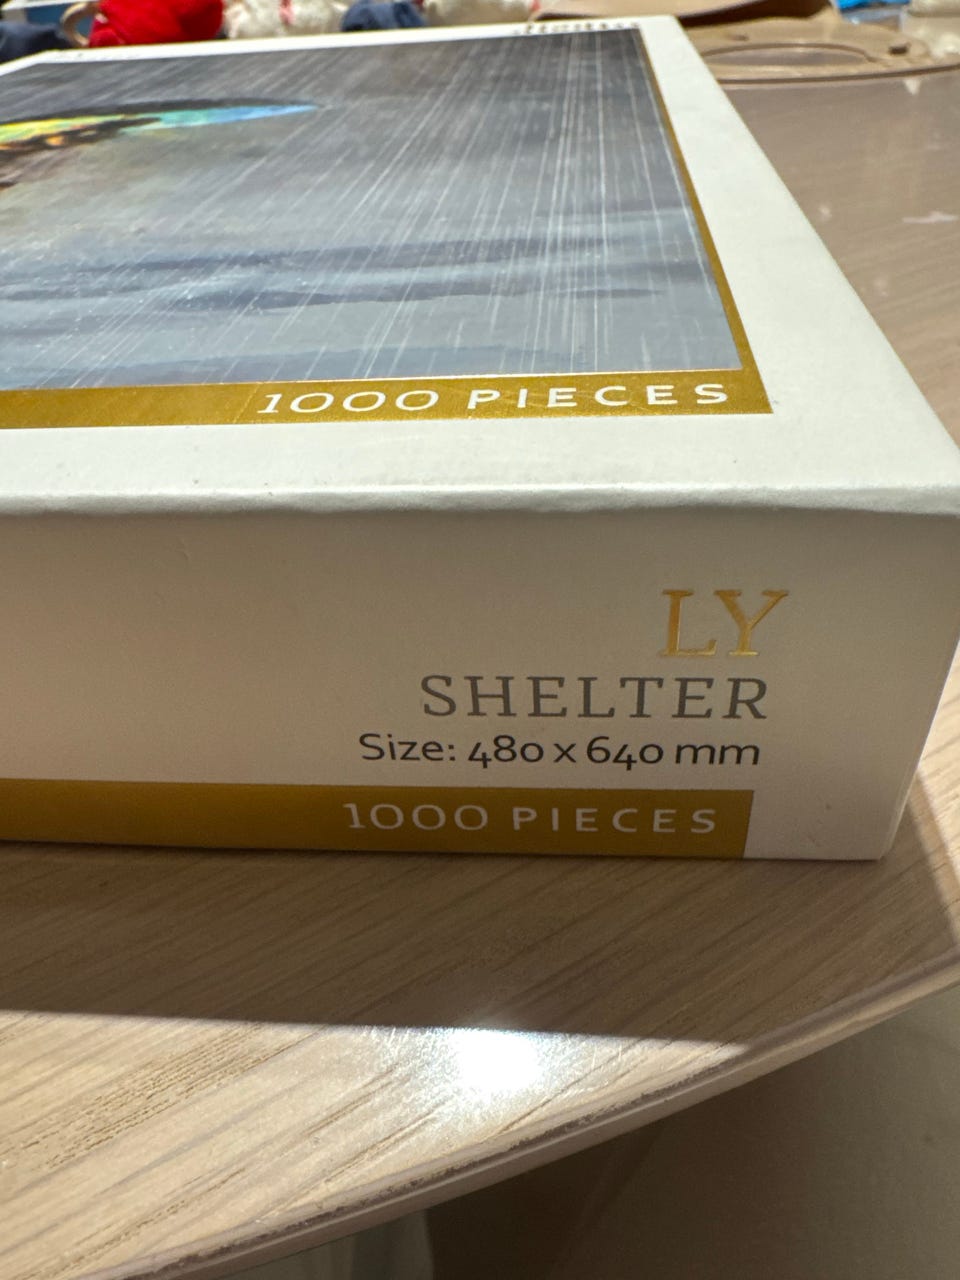 1000 PIECES
LY
SHELTER
Size: 480 x 640 mm
1000 PIECES